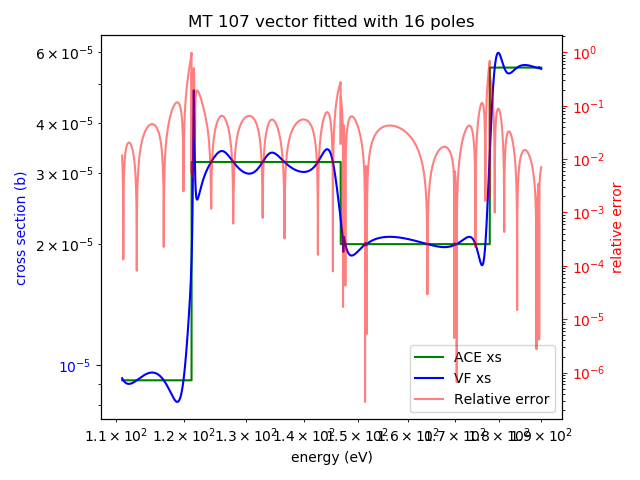 MT 107 vector fitted with 16 poles
cross section (b)
6 × 10⁻⁵
4 × 10⁻⁵
3 × 10⁻⁵
2 × 10⁻⁵
10⁻⁵
10⁰
10⁻¹
10⁻²
10⁻³
10⁻⁴
10⁻⁵
10⁻⁶
relative error
ACE xs
VF xs
Relative error
1.1 × 10² 1.2 × 10² 1.3 × 10² 1.4 × 10² 1.5 × 10² 1.6 × 10² 1.7 × 10² 1.8 × 10² 1.9 × 10²
energy (eV)